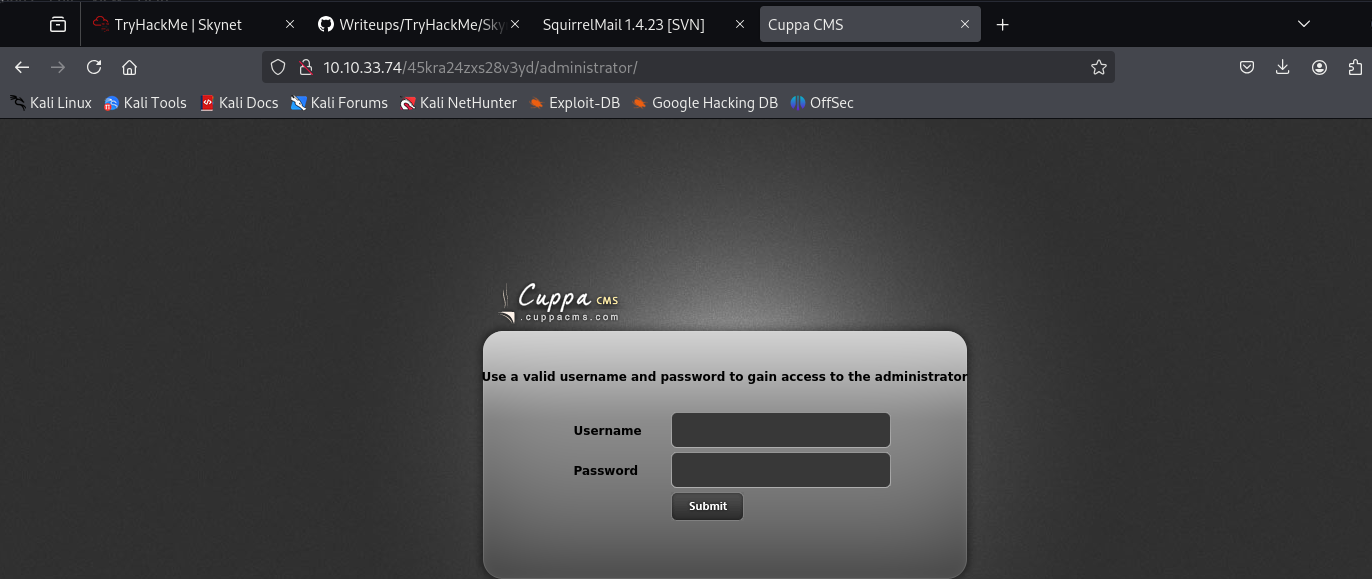 TryHackMe | Skynet
Writeups/TryHackMe/Sky
SquirrelMail 1.4.23 [SVN]
Cuppa CMS
10.10.33.74/45kra24zxs28v3yd/administrator/
Kali Linux
Kali Tools
Kali Docs
Kali Forums
Kali NetHunter
Exploit-DB
Google Hacking DB
OffSec
Cuppa CMS
.cuppacms.com
Use a valid username and password to gain access to the administrator
Username
Password
Submit